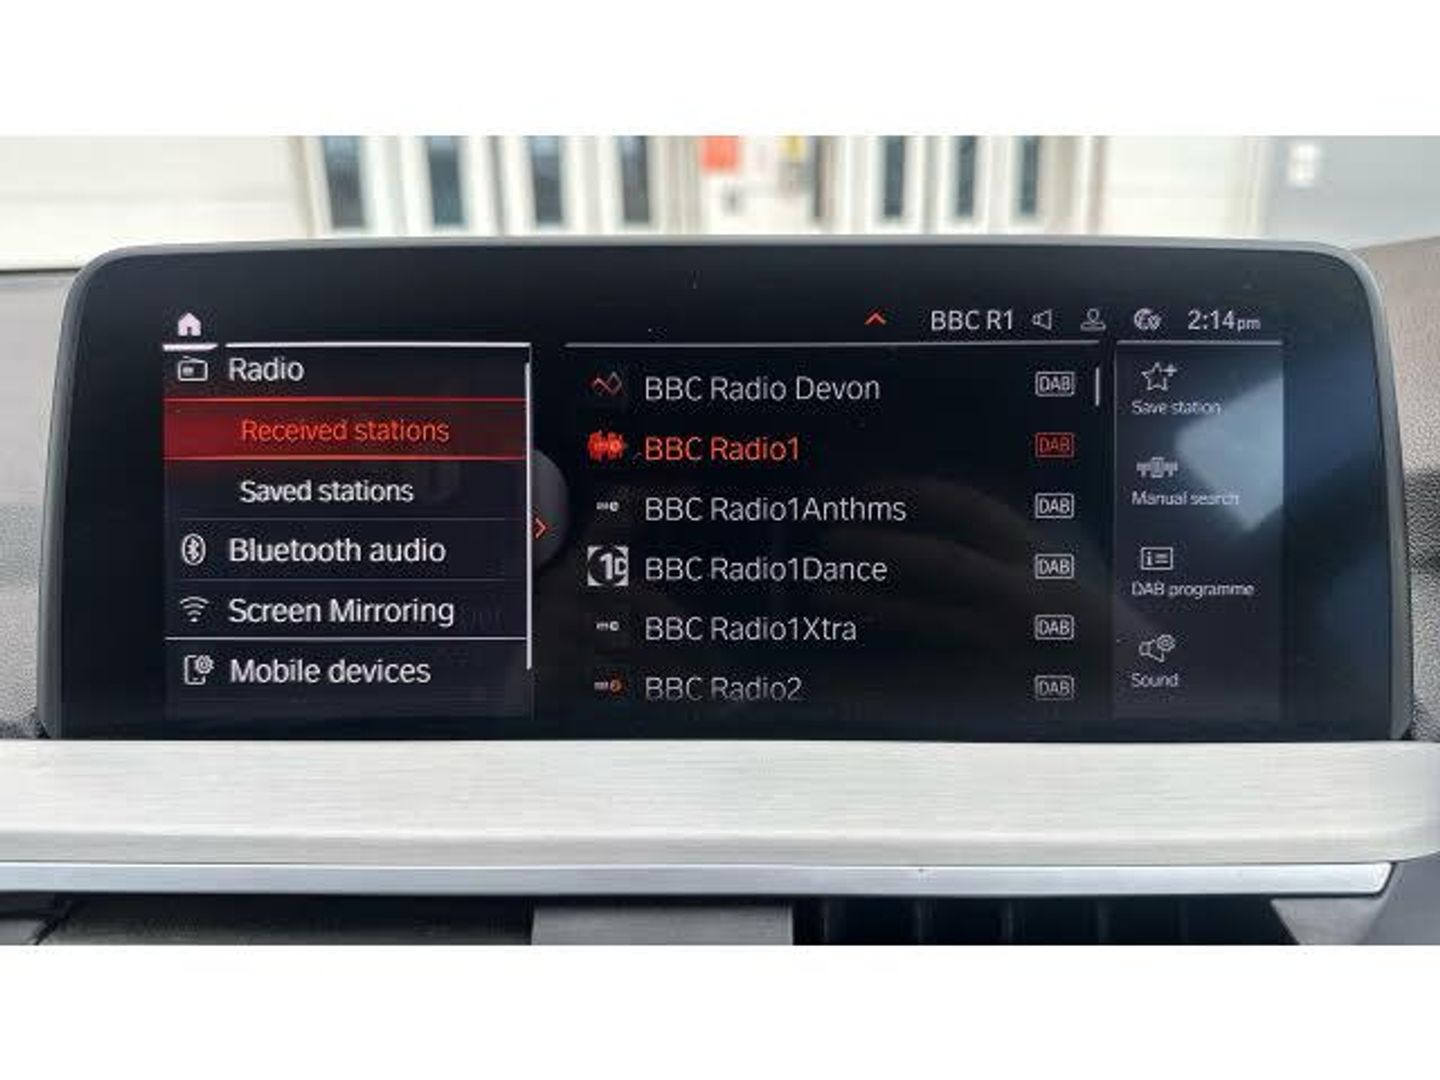 BBC R1 2:14pm
Radio
Received stations
Saved stations
Bluetooth audio
Screen Mirroring
Mobile devices
BBC Radio Devon DAB
BBC Radio1 DAB
BBC Radio1Anthms DAB
BBC Radio1Dance DAB
BBC Radio1Xtra DAB
BBC Radio2 DAB
Save station
Manual search
DAB programme
Sound